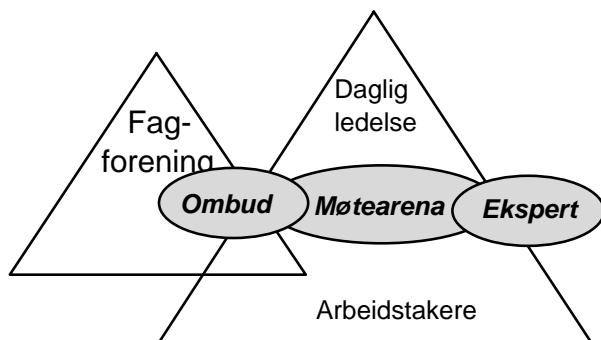 Daglig
ledelse
Fag-
forening
Ombud
Møtearena
Ekspert
Arbeidstakere